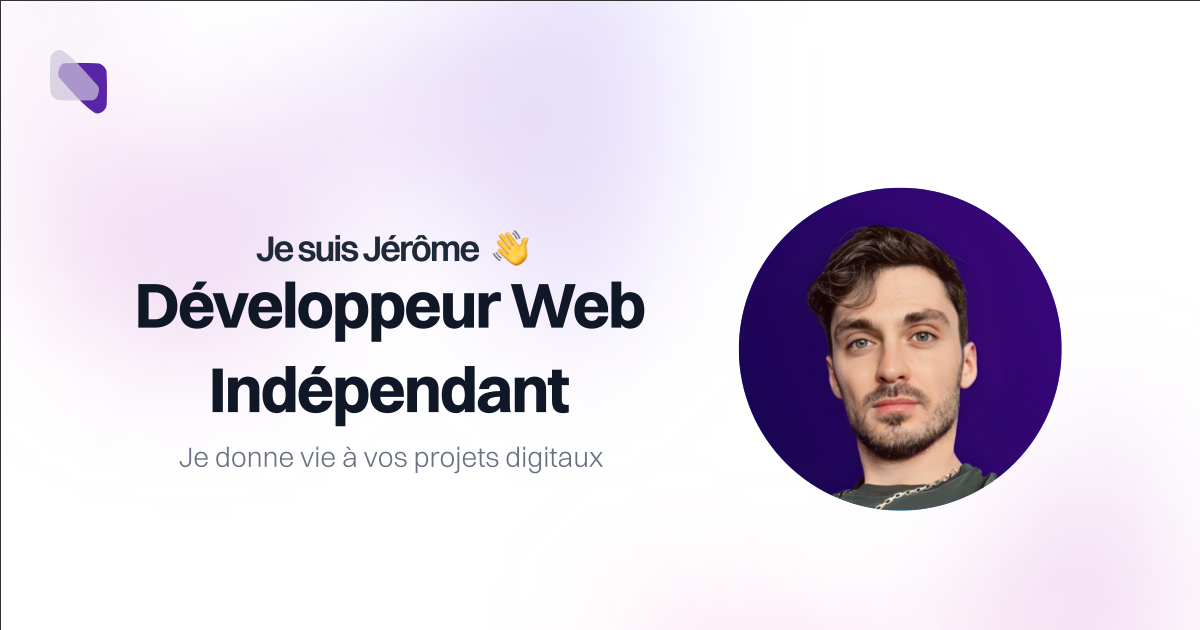 Je suis Jérôme 👋
Développeur Web
Indépendant
Je donne vie à vos projets digitaux